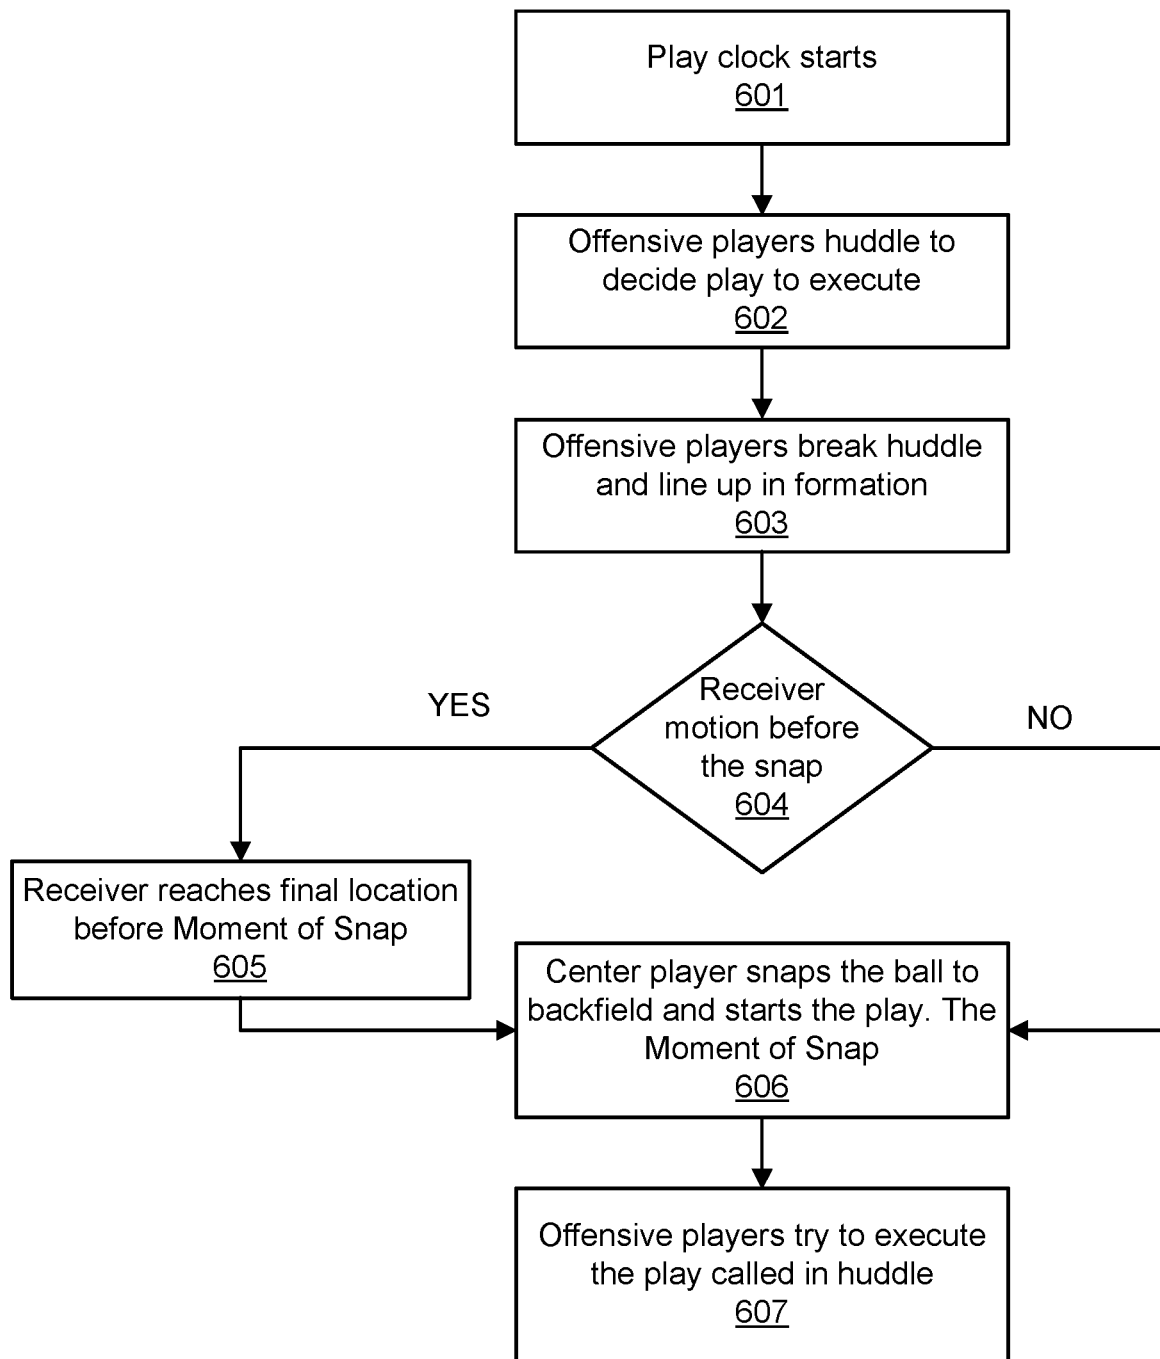 Play clock starts
601
Offensive players huddle to
decide play to execute
602
Offensive players break huddle
and line up in formation
603
Receiver
motion before
the snap
604
YES
NO
Receiver reaches final location
before Moment of Snap
605
Center player snaps the ball to
backfield and starts the play. The
Moment of Snap
606
Offensive players try to execute
the play called in huddle
607